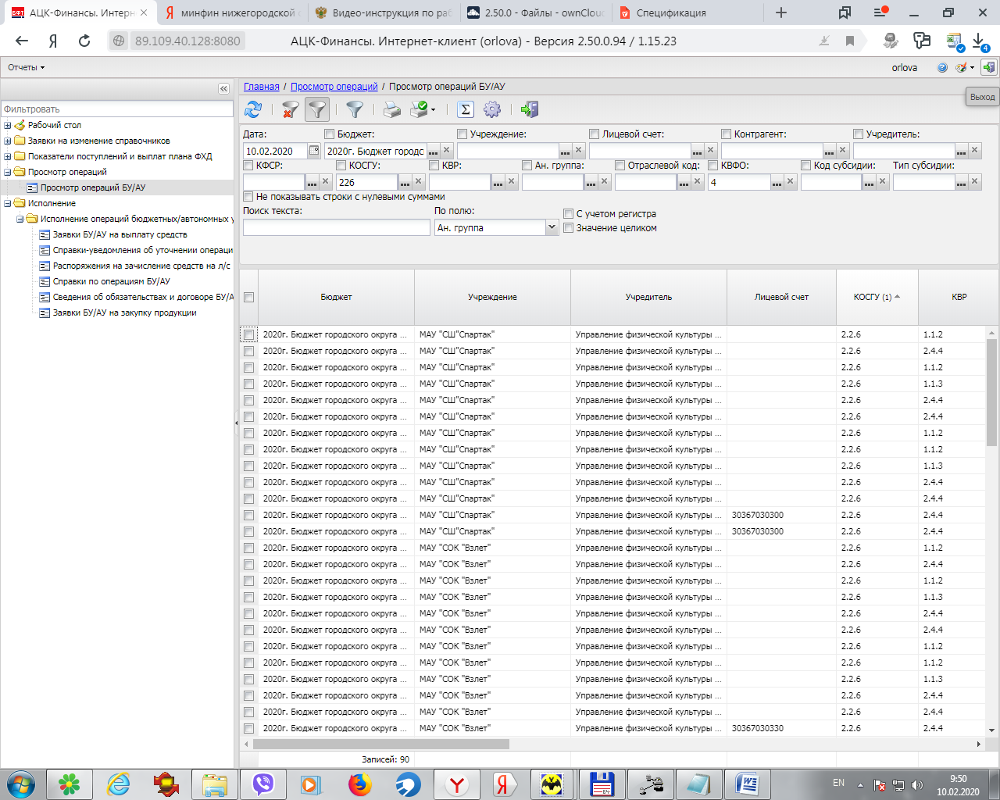 АЦК-Финансы. Интерн
минфин нижегородской
Видео-инструкция по раб
2.50.0 - Файлы - ownClou
Спецификация
89.109.40.128:8080
АЦК-Финансы. Интернет-клиент (orlova) - Версия 2.50.0.94 / 1.15.23
4
Отчеты
orlova
Выход
Главная / Просмотр операций / Просмотр операций БУ/АУ
Фильтровать
Рабочий стол
Заявки на изменение справочников
Показатели поступлений и выплат плана ФХД
Просмотр операций
Просмотр операций БУ/АУ
Исполнение
Исполнение операций бюджетных/автономных у
Заявки БУ/АУ на выплату средств
Справки-уведомления об уточнении операци
Распоряжения на зачисление средств на л/с
Справки по операциям БУ/АУ
Сведения об обязательствах и договоре БУ/А
Заявки БУ/АУ на закупку продукции
Дата: Бюджет: Учреждение: Лицевой счет: Контрагент: Учредитель:
10.02.2020 2020г. Бюджет городс
КФСР: КОСГУ: КВР: Ан. группа: Отраслевой код: КВФО: Код субсидии: Тип субсидии:
226 4
Не показывать строки с нулевыми суммами
Поиск текста: По полю: С учетом регистра
Ан. группа Значение целиком
Бюджет Учреждение Учредитель Лицевой счет КОСГУ (1) КВР
2020г. Бюджет городского округа ... МАУ "СШ"Спартак" Управление физической культуры ... 2.2.6 1.1.2
2020г. Бюджет городского округа ... МАУ "СШ"Спартак" Управление физической культуры ... 2.2.6 2.4.4
2020г. Бюджет городского округа ... МАУ "СШ"Спартак" Управление физической культуры ... 2.2.6 1.1.2
2020г. Бюджет городского округа ... МАУ "СШ"Спартак" Управление физической культуры ... 2.2.6 1.1.3
2020г. Бюджет городского округа ... МАУ "СШ"Спартак" Управление физической культуры ... 2.2.6 2.4.4
2020г. Бюджет городского округа ... МАУ "СШ"Спартак" Управление физической культуры ... 2.2.6 2.4.4
2020г. Бюджет городского округа ... МАУ "СШ"Спартак" Управление физической культуры ... 2.2.6 1.1.2
2020г. Бюджет городского округа ... МАУ "СШ"Спартак" Управление физической культуры ... 2.2.6 1.1.2
2020г. Бюджет городского округа ... МАУ "СШ"Спартак" Управление физической культуры ... 2.2.6 1.1.3
2020г. Бюджет городского округа ... МАУ "СШ"Спартак" Управление физической культуры ... 2.2.6 2.4.4
2020г. Бюджет городского округа ... МАУ "СШ"Спартак" Управление физической культуры ... 2.2.6 2.4.4
2020г. Бюджет городского округа ... МАУ "СШ"Спартак" Управление физической культуры ... 30367030300 2.2.6 2.4.4
2020г. Бюджет городского округа ... МАУ "СШ"Спартак" Управление физической культуры ... 30367030300 2.2.6 2.4.4
2020г. Бюджет городского округа ... МАУ "СОК "Взлет" Управление физической культуры ... 2.2.6 1.1.2
2020г. Бюджет городского округа ... МАУ "СОК "Взлет" Управление физической культуры ... 2.2.6 2.4.4
2020г. Бюджет городского округа ... МАУ "СОК "Взлет" Управление физической культуры ... 2.2.6 1.1.2
2020г. Бюджет городского округа ... МАУ "СОК "Взлет" Управление физической культуры ... 2.2.6 1.1.3
2020г. Бюджет городского округа ... МАУ "СОК "Взлет" Управление физической культуры ... 2.2.6 2.4.4
2020г. Бюджет городского округа ... МАУ "СОК "Взлет" Управление физической культуры ... 2.2.6 2.4.4
2020г. Бюджет городского округа ... МАУ "СОК "Взлет" Управление физической культуры ... 2.2.6 1.1.2
2020г. Бюджет городского округа ... МАУ "СОК "Взлет" Управление физической культуры ... 2.2.6 1.1.2
2020г. Бюджет городского округа ... МАУ "СОК "Взлет" Управление физической культуры ... 2.2.6 1.1.3
2020г. Бюджет городского округа ... МАУ "СОК "Взлет" Управление физической культуры ... 2.2.6 2.4.4
2020г. Бюджет городского округа ... МАУ "СОК "Взлет" Управление физической культуры ... 2.2.6 2.4.4
2020г. Бюджет городского округа ... МАУ "СОК "Взлет" Управление физической культуры ... 30367030330 2.2.6 2.4.4
Записей: 90
EN
9:50
10.02.2020